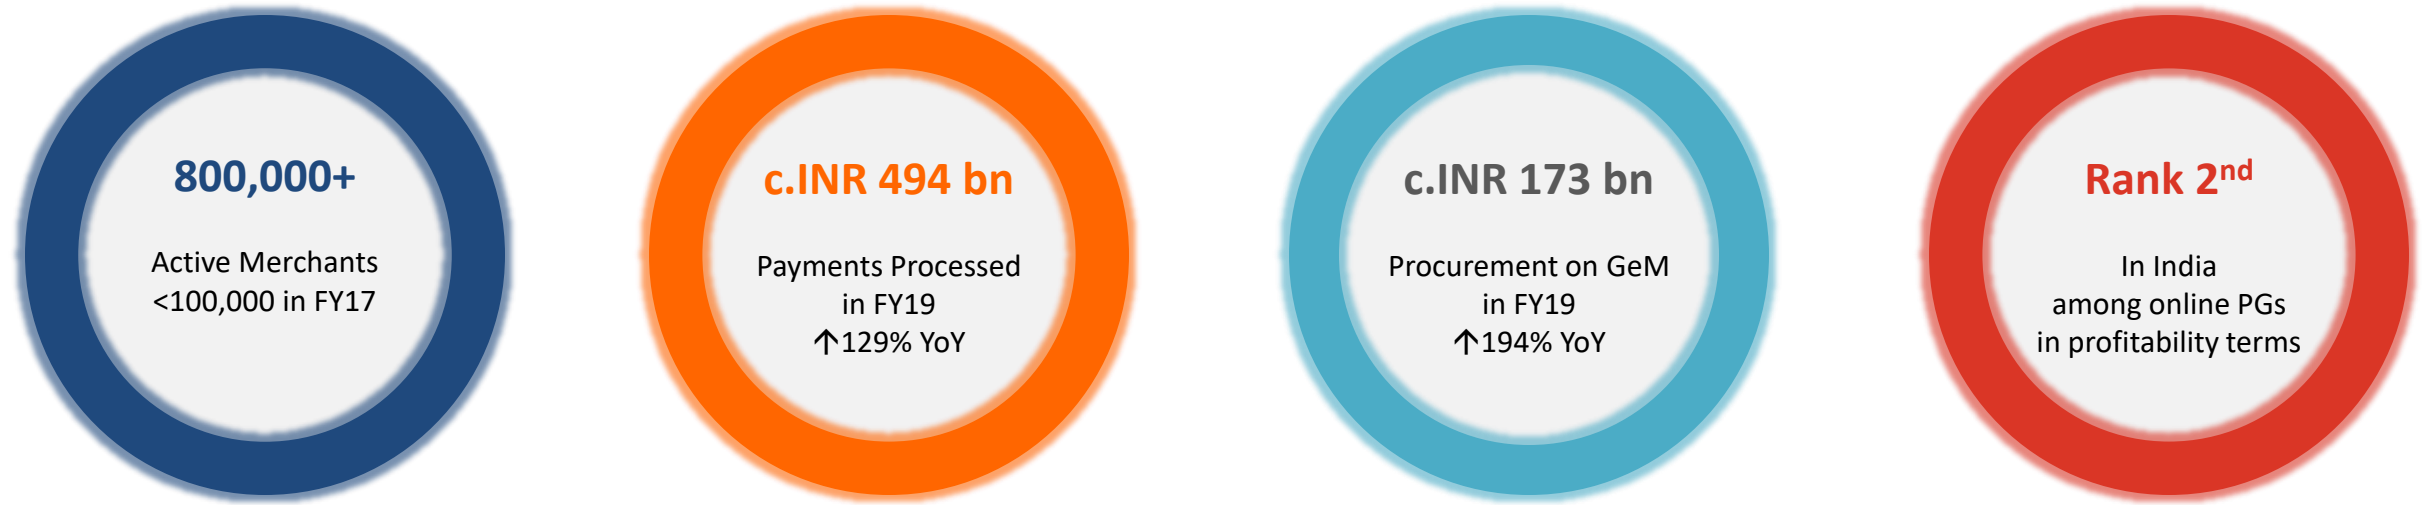 800,000+
Active Merchants
<100,000 in FY17
c.INR 494 bn
Payments Processed
in FY19
↑129% YoY
c.INR 173 bn
Procurement on GeM
in FY19
↑194% YoY
Rank 2nd
In India
among online PGs
in profitability terms